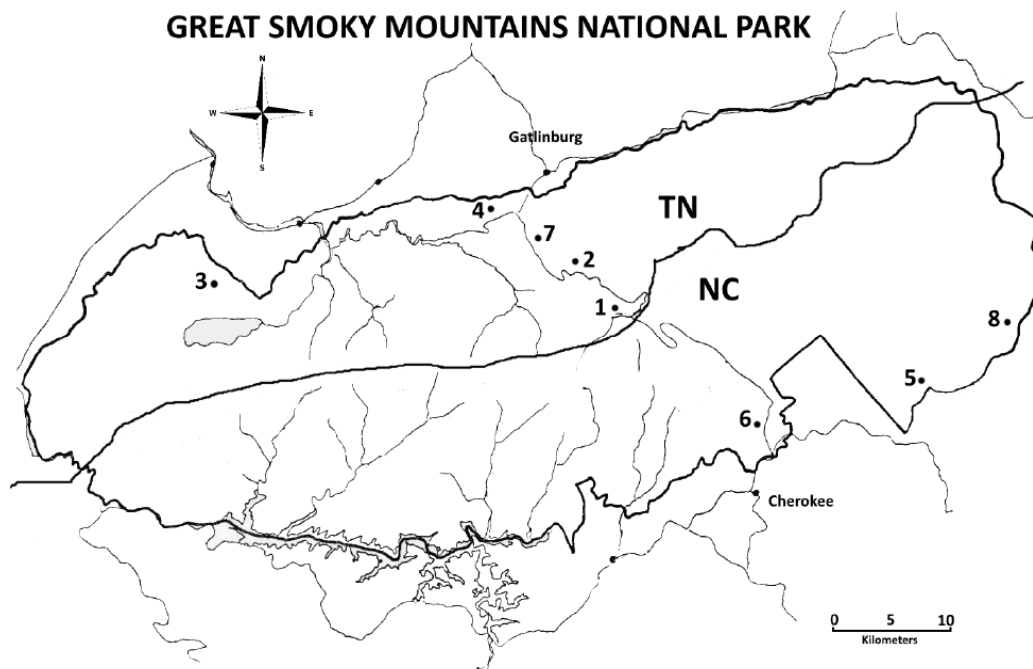 GREAT SMOKY MOUNTAINS NATIONAL PARK
N
W E
S
Gatlinburg
4
TN
7
2
3
NC
1
8
5
6
Cherokee
0 5 10
Kilometers